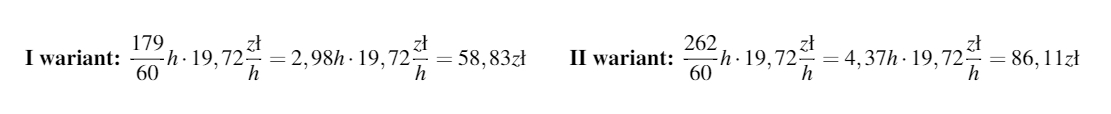 I wariant: 179/60 h · 19,72 zł/h = 2,98h · 19,72 zł/h = 58,83zł II wariant: 262/60 h · 19,72 zł/h = 4,37h · 19,72 zł/h = 86,11zł